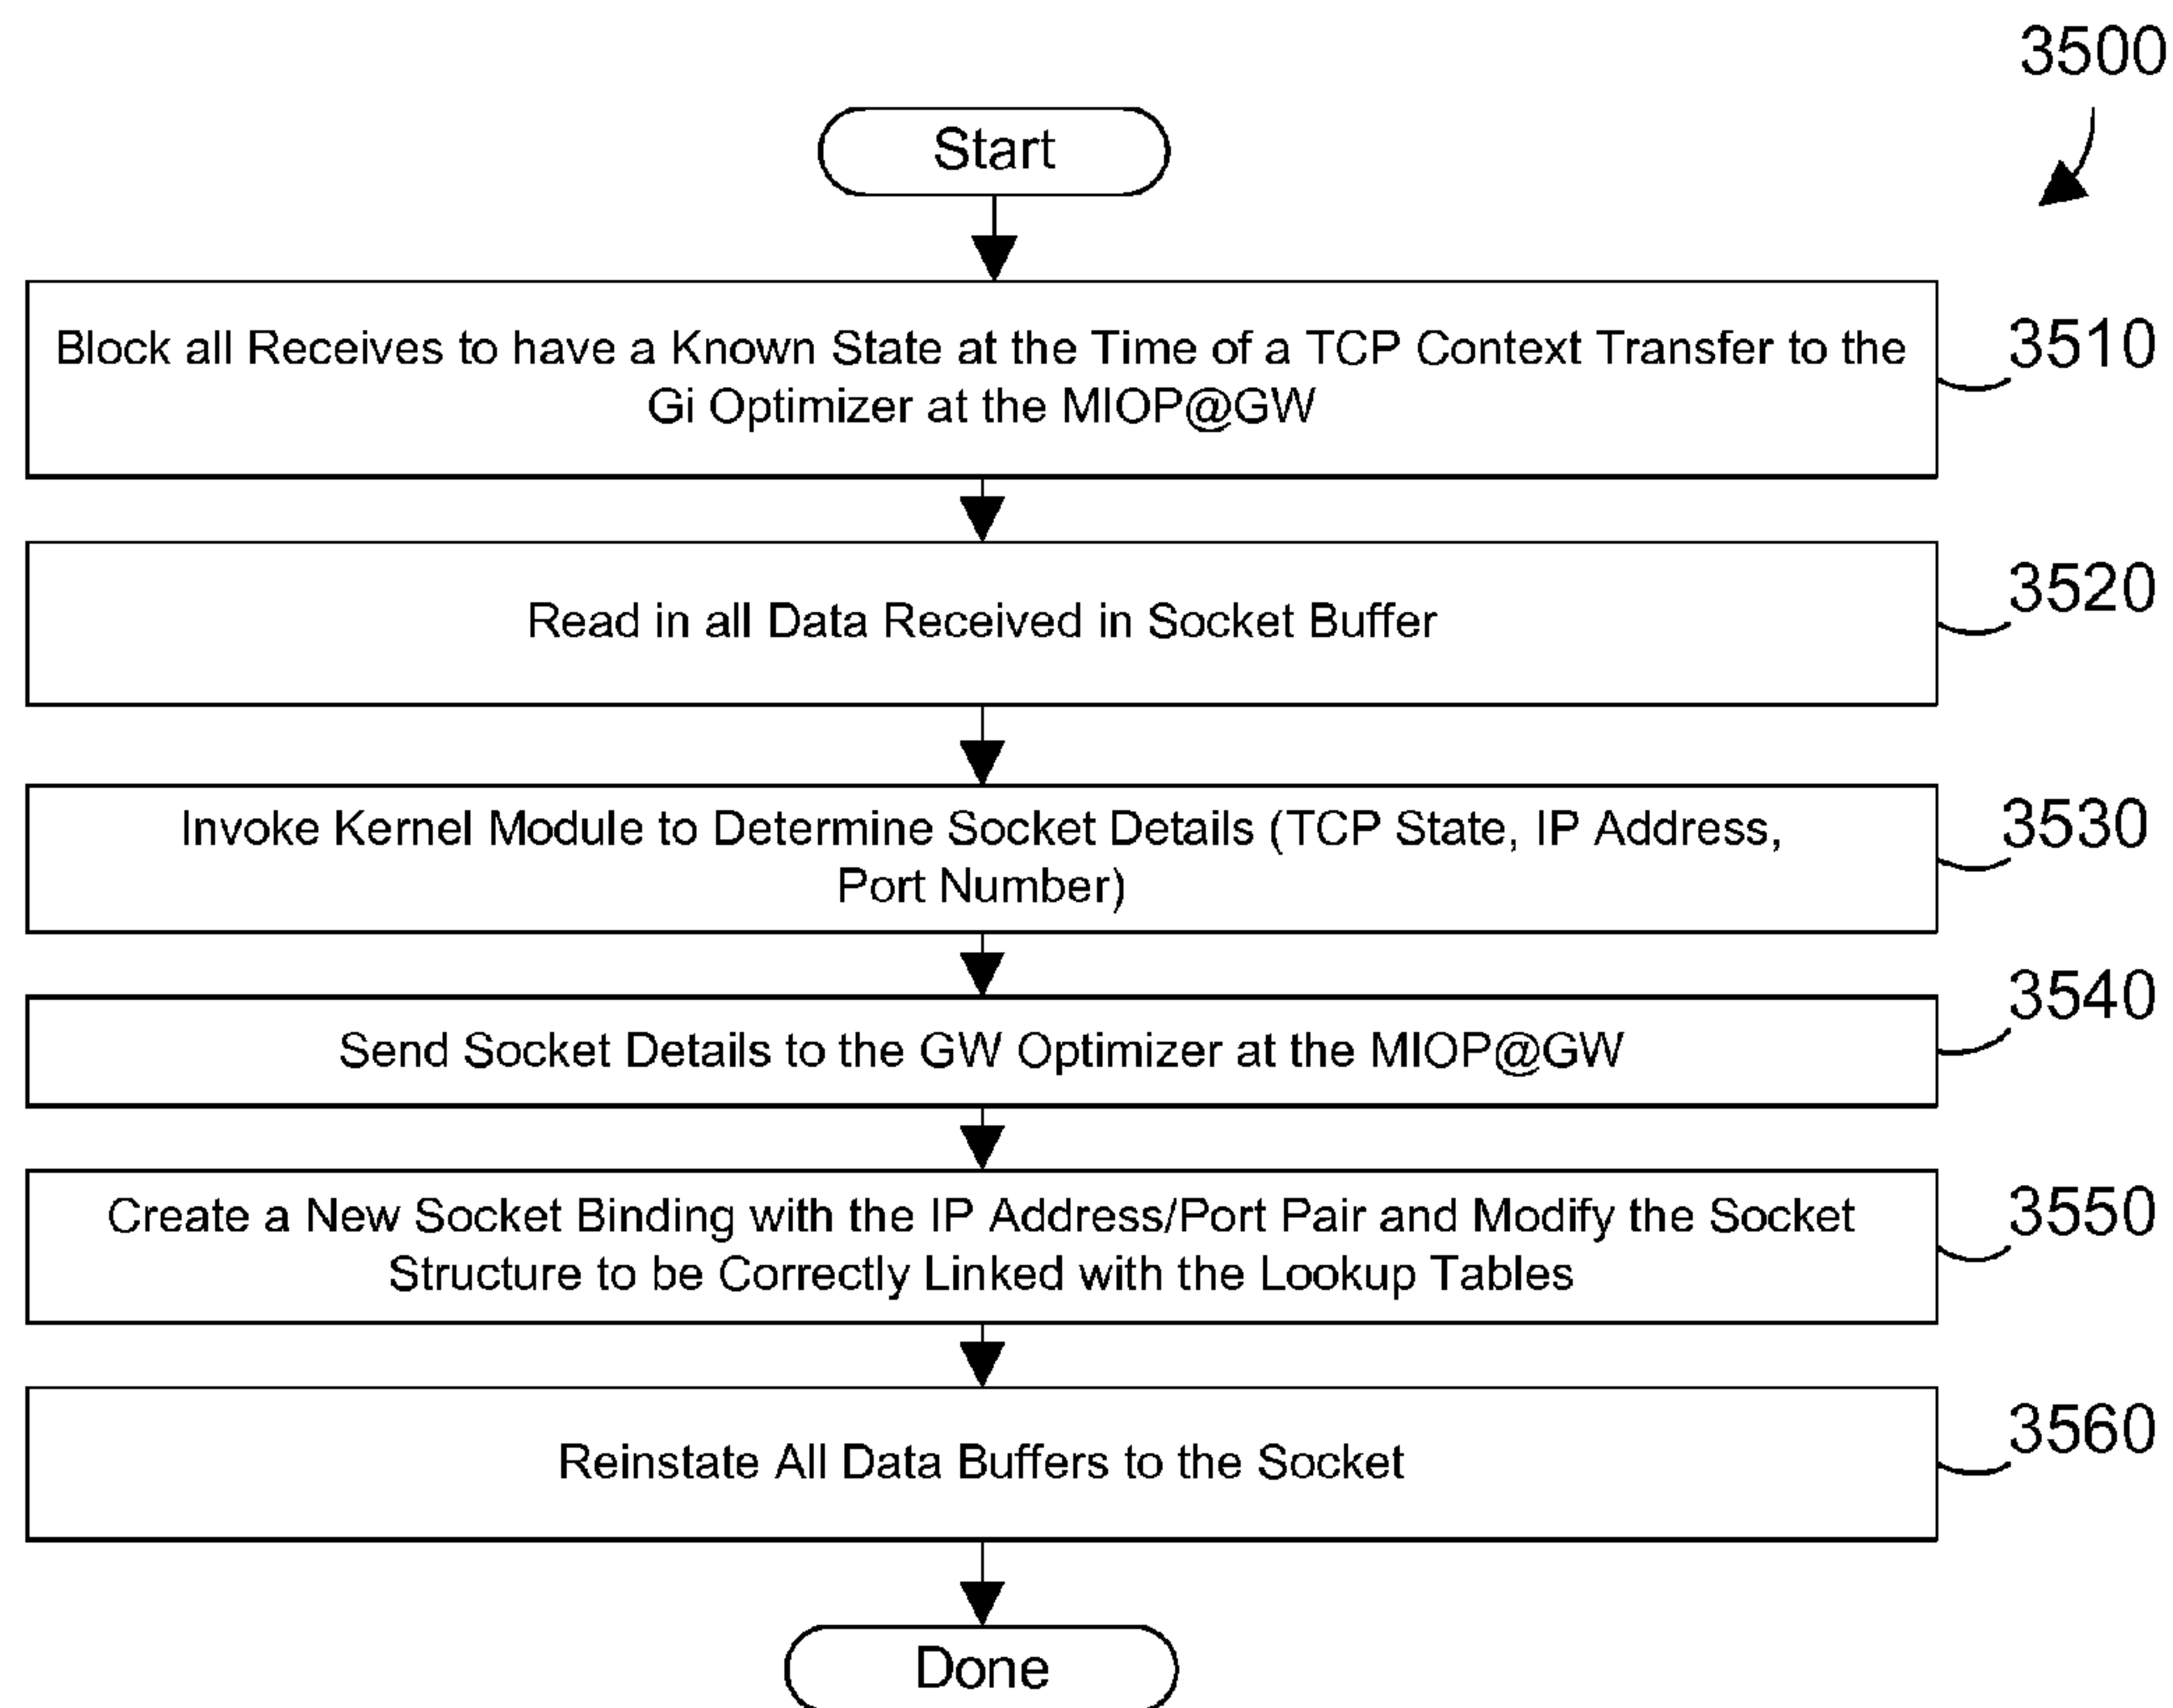 3500
Start
Block all Receives to have a Known State at the Time of a TCP Context Transfer to the
Gi Optimizer at the MIOP@GW
3510
Read in all Data Received in Socket Buffer
3520
Invoke Kernel Module to Determine Socket Details (TCP State, IP Address,
Port Number)
3530
Send Socket Details to the GW Optimizer at the MIOP@GW
3540
Create a New Socket Binding with the IP Address/Port Pair and Modify the Socket
Structure to be Correctly Linked with the Lookup Tables
3550
Reinstate All Data Buffers to the Socket
3560
Done